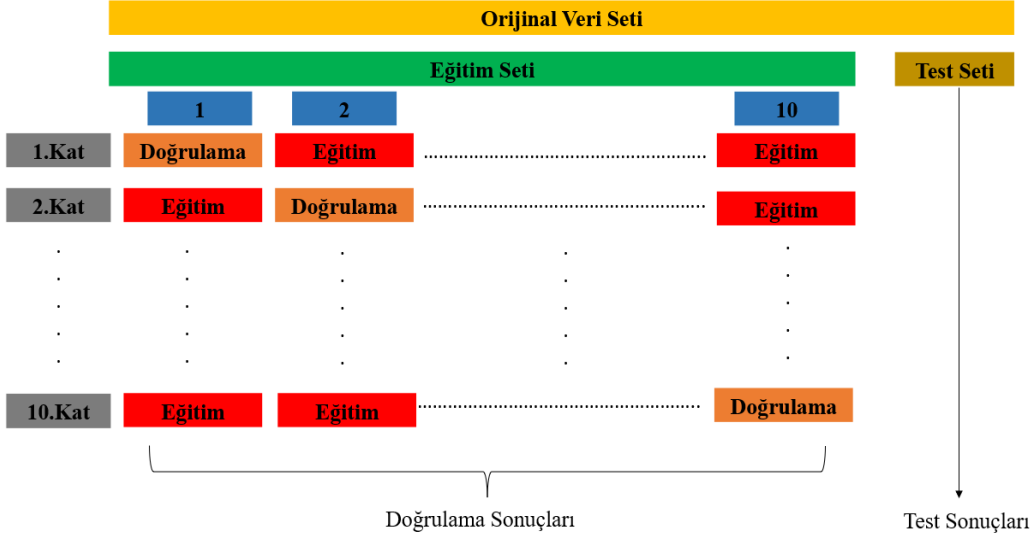 Orijinal Veri Seti
Eğitim Seti
Test Seti
1
2
10
1.Kat
Doğrulama
Eğitim
Eğitim
2.Kat
Eğitim
Doğrulama
Eğitim
10.Kat
Eğitim
Eğitim
Doğrulama
Doğrulama Sonuçları
Test Sonuçları